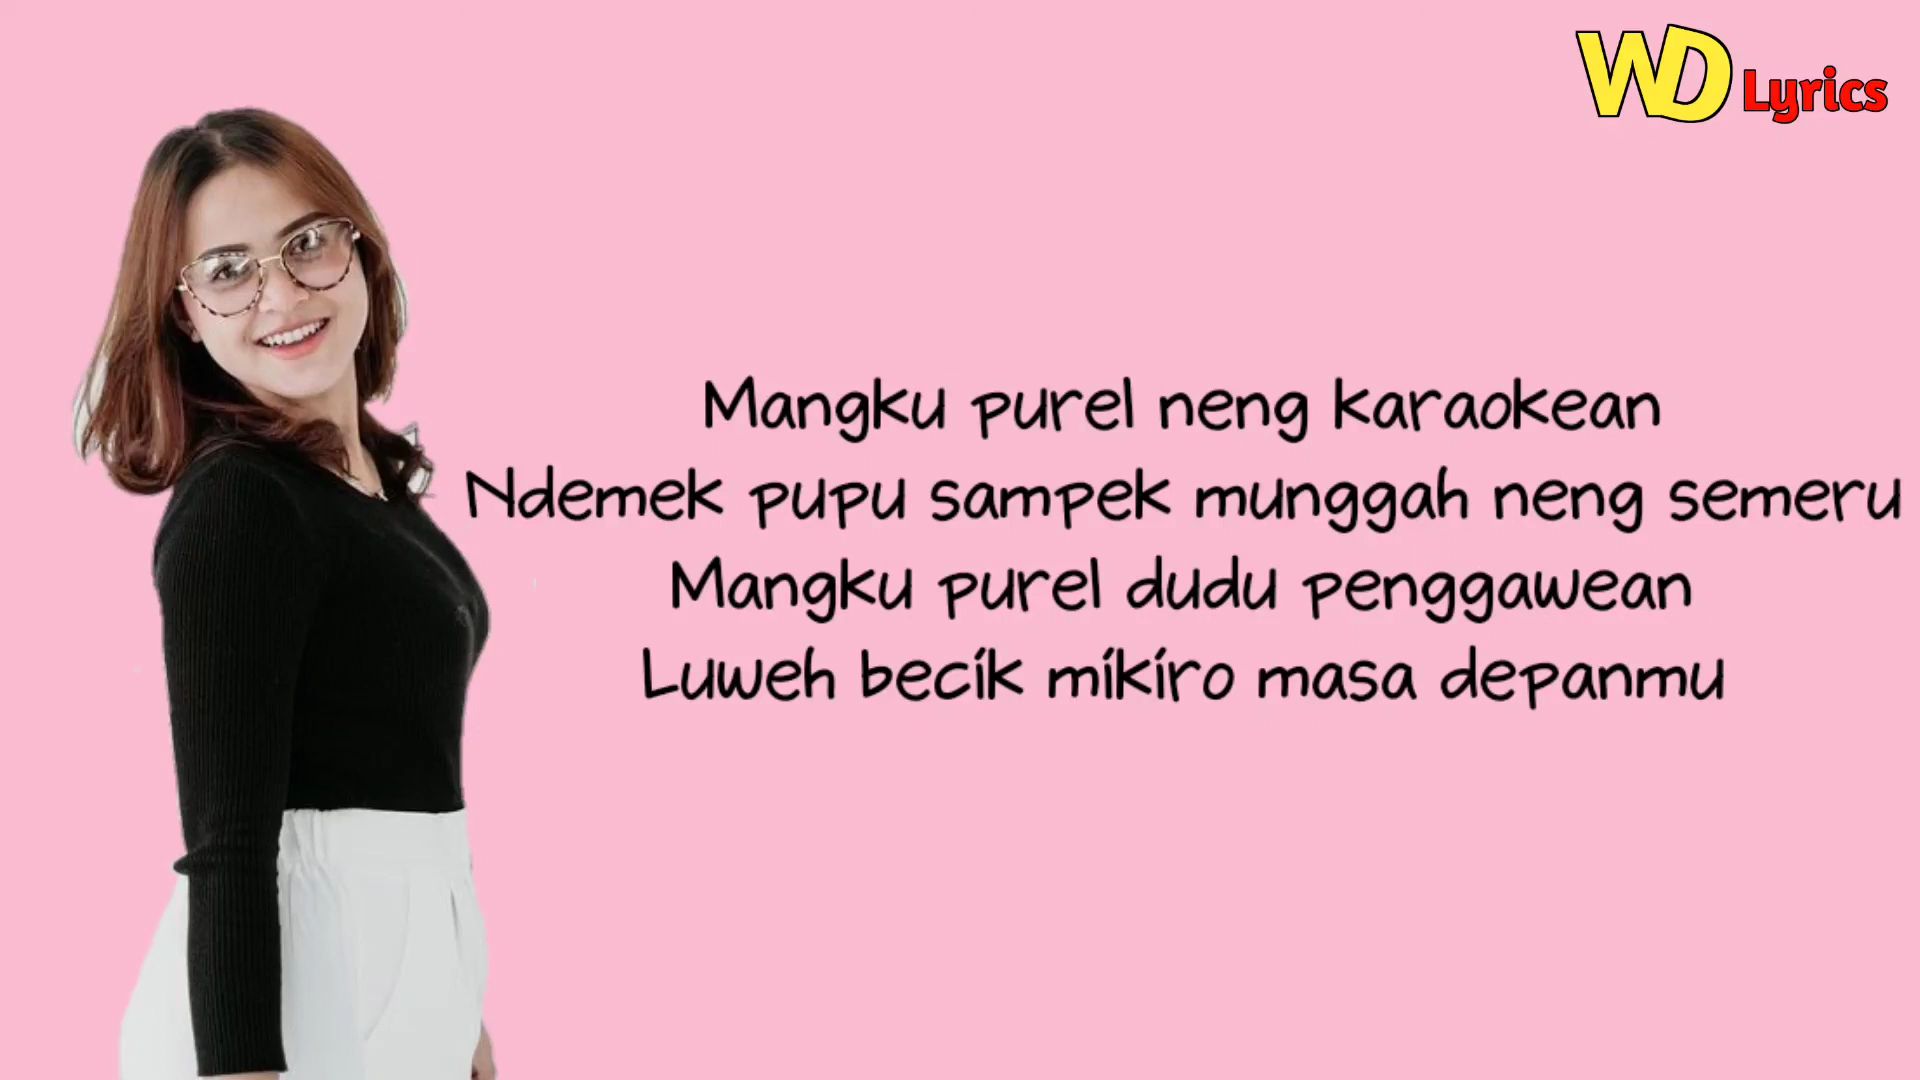 WD Lyrics
Mangku purel neng karaokean
Ndemek pupu sampek munggah neng semeru
Mangku purel dudu penggawean
Luweh becik mikiro masa depanmu